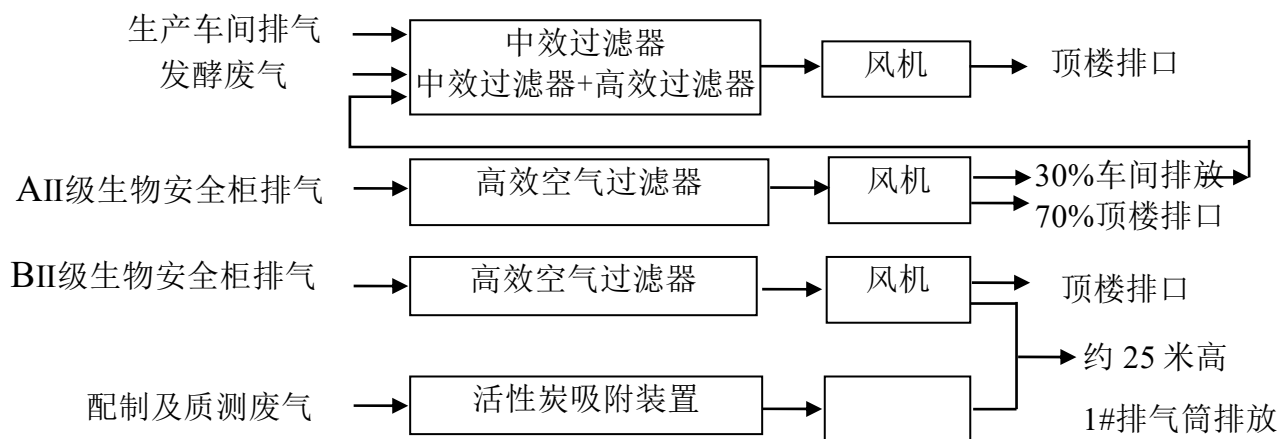 生产车间排气
发酵废气
中效过滤器
中效过滤器+高效过滤器
风机
顶楼排口
AII级生物安全柜排气
高效空气过滤器
风机
30%车间排放
70%顶楼排口
BII级生物安全柜排气
高效空气过滤器
风机
顶楼排口
约 25 米高
1#排气筒排放
配制及质测废气
活性炭吸附装置